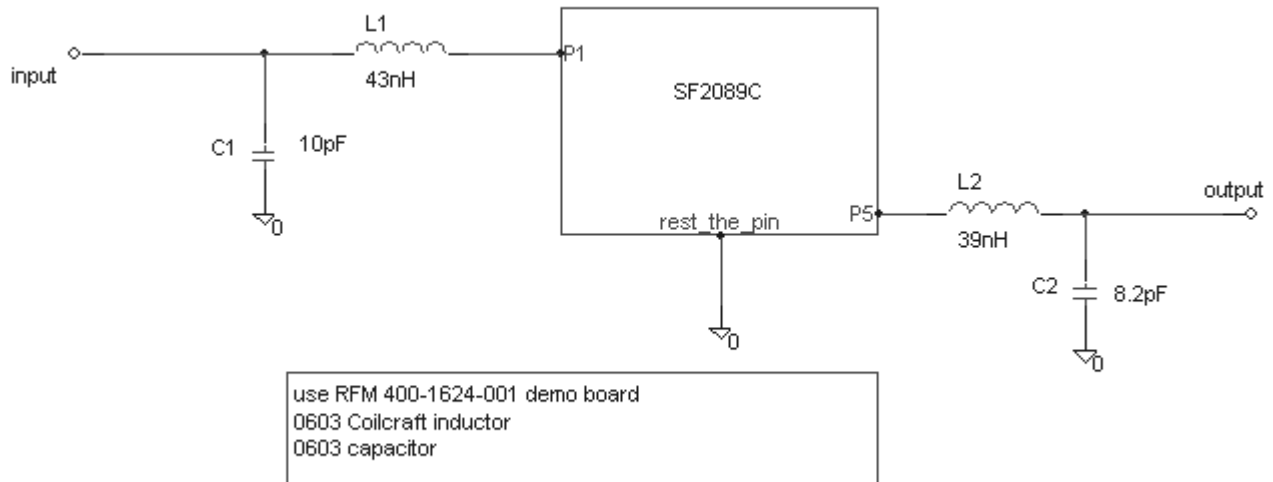 L1
input
43nH
P1
SF2089C
C1
10pF
0
rest_the_pin
P5
L2
39nH
output
C2
8.2pF
0
0
use RFM 400-1624-001 demo board
0603 Coilcraft inductor
0603 capacitor